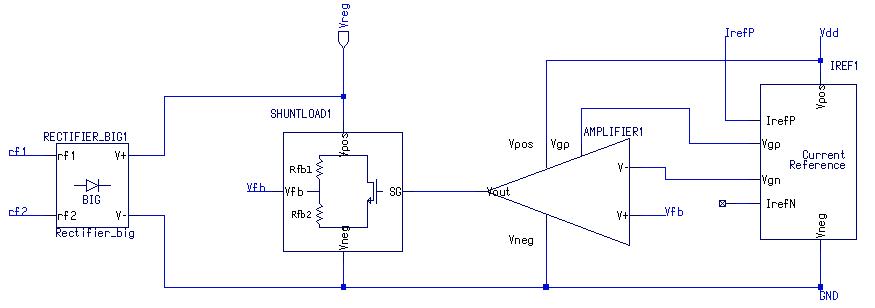 Vreg
IrefP
Vdd
IREF1
SHUNTLOAD1
RECTIFIER_BIG1
AMPLIFIER1
rf1
rf1
V+
BIG
rf2
rf2
V-
Rectifier_big
Vpos
Rfb1
Vfb
Vfb
SG
Rfb2
Vneg
Vpos
Vgp
V-
Vout
V+
Vfb
Vneg
Vpos
IrefP
Vgp
Current
Reference
Vgn
IrefN
Vneg
GND